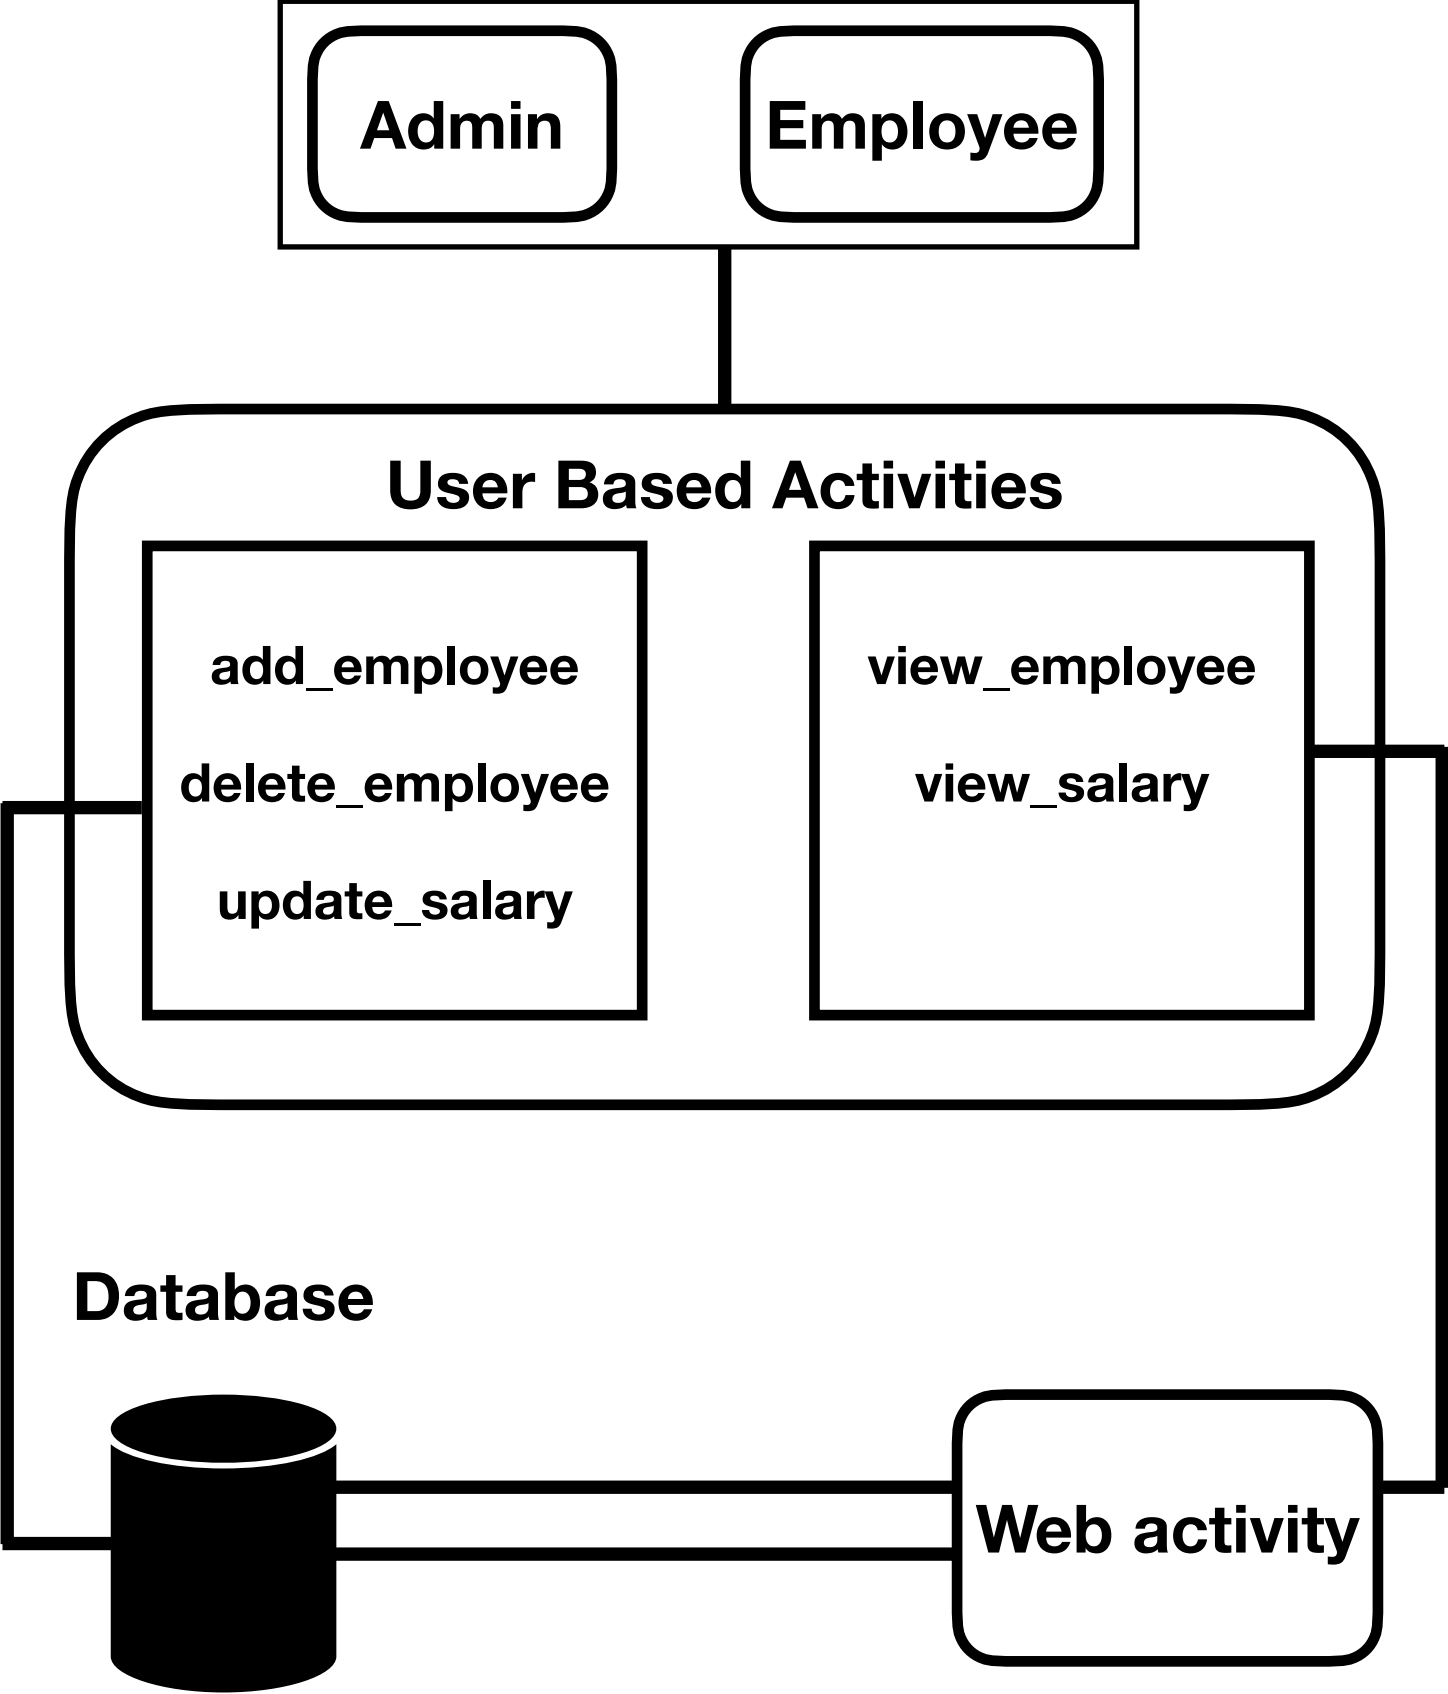 Admin
Employee
User Based Activities
add_employee
delete_employee
update_salary
view_employee
view_salary
Database
Web activity